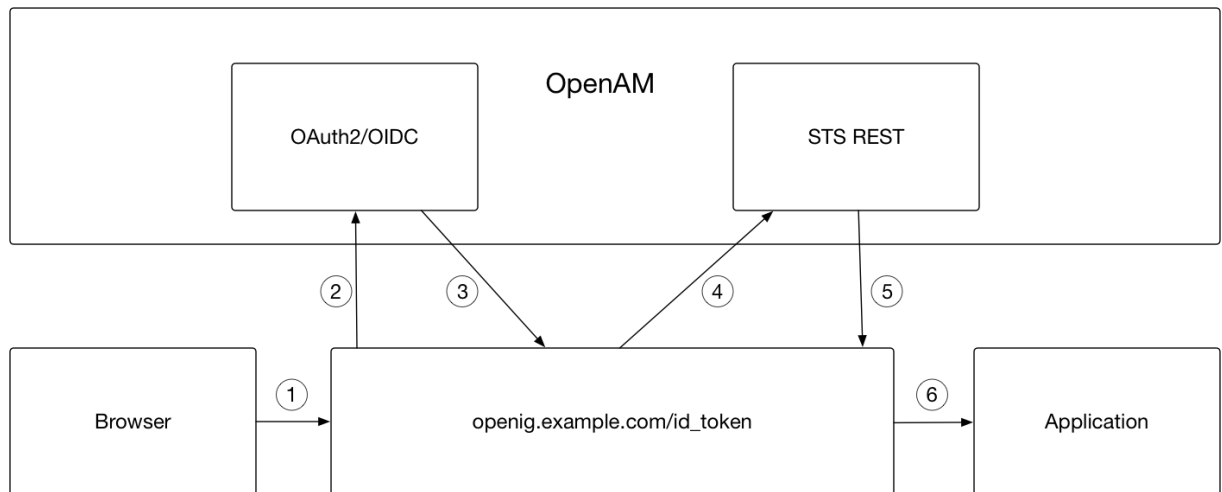 OpenAM
OAuth2/OIDC
STS REST
2
3
4
5
Browser
1
openig.example.com/id_token
6
Application